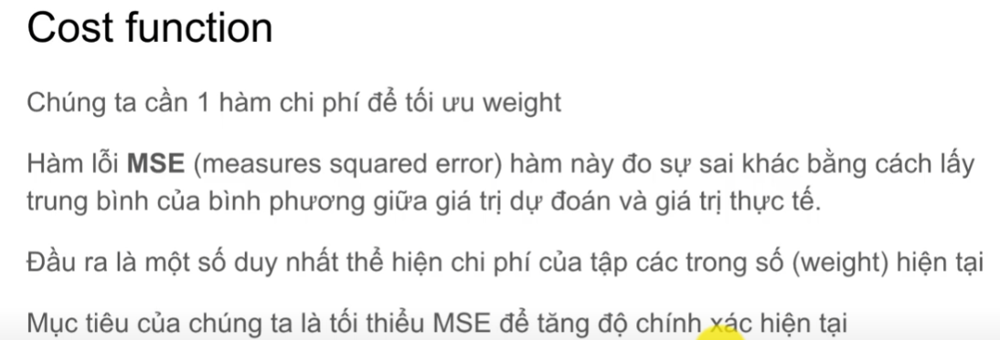 Cost function
Chúng ta cần 1 hàm chi phí để tối ưu weight
Hàm lỗi MSE (measures squared error) hàm này đo sự sai khác bằng cách lấy
trung bình của bình phương giữa giá trị dự đoán và giá trị thực tế.
Đầu ra là một số duy nhất thể hiện chi phí của tập các trong số (weight) hiện tại
Mục tiêu của chúng ta là tối thiểu MSE để tăng độ chính xác hiện tại